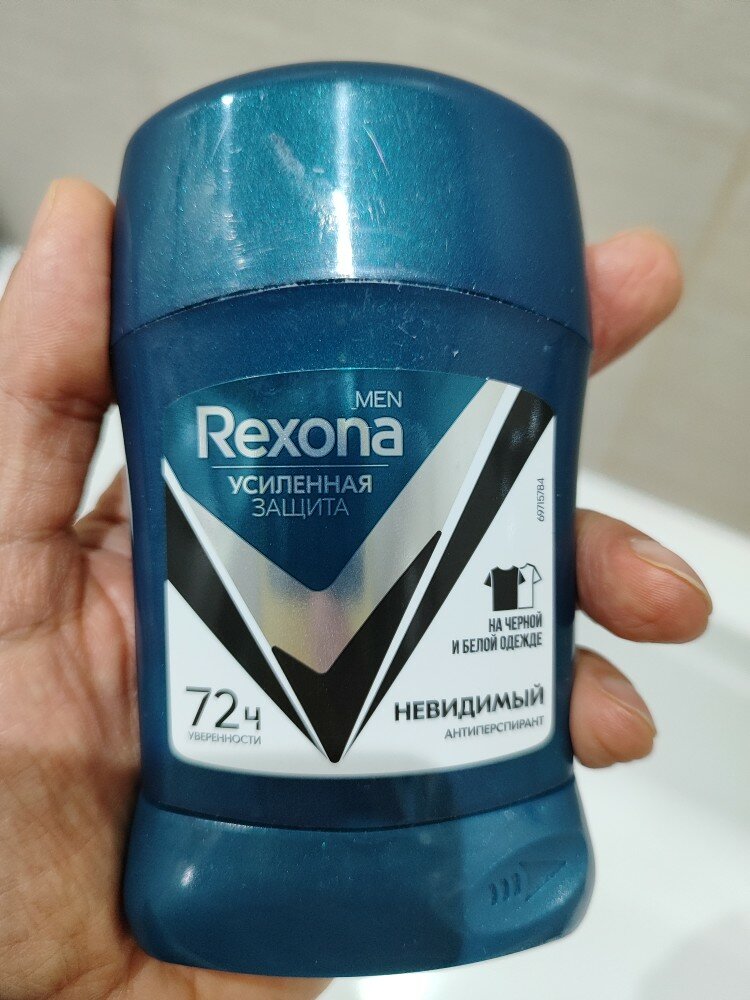 MEN
Rexona
УСИЛЕННАЯ
ЗАЩИТА
69715784
НА ЧЕРНОЙ
И БЕЛОЙ ОДЕЖДЕ
72ч
УВЕРЕННОСТИ
НЕВИДИМЫЙ
АНТИПЕРСПИРАНТ